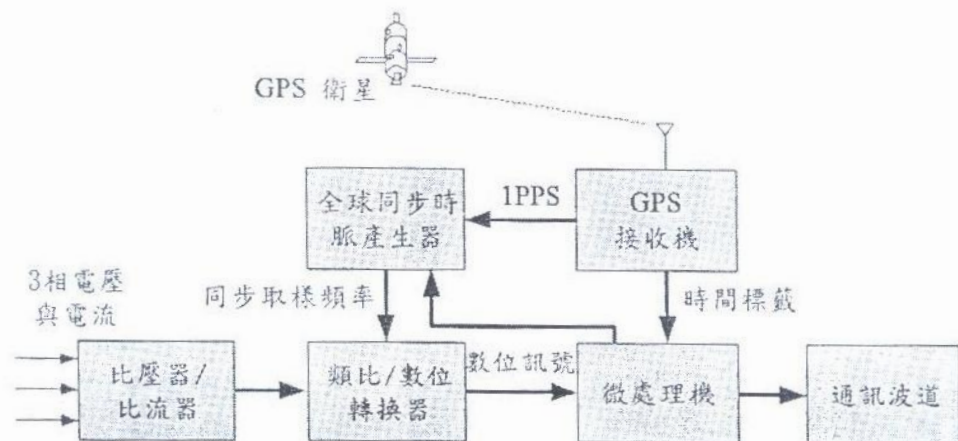 GPS 衛星
全球同步時
脈產生器
1PPS
GPS
接收機
3相電壓
與電流
同步取樣頻率
時間標籤
比壓器/
比流器
類比/數位
轉換器
數位訊號
微處理機
通訊波道